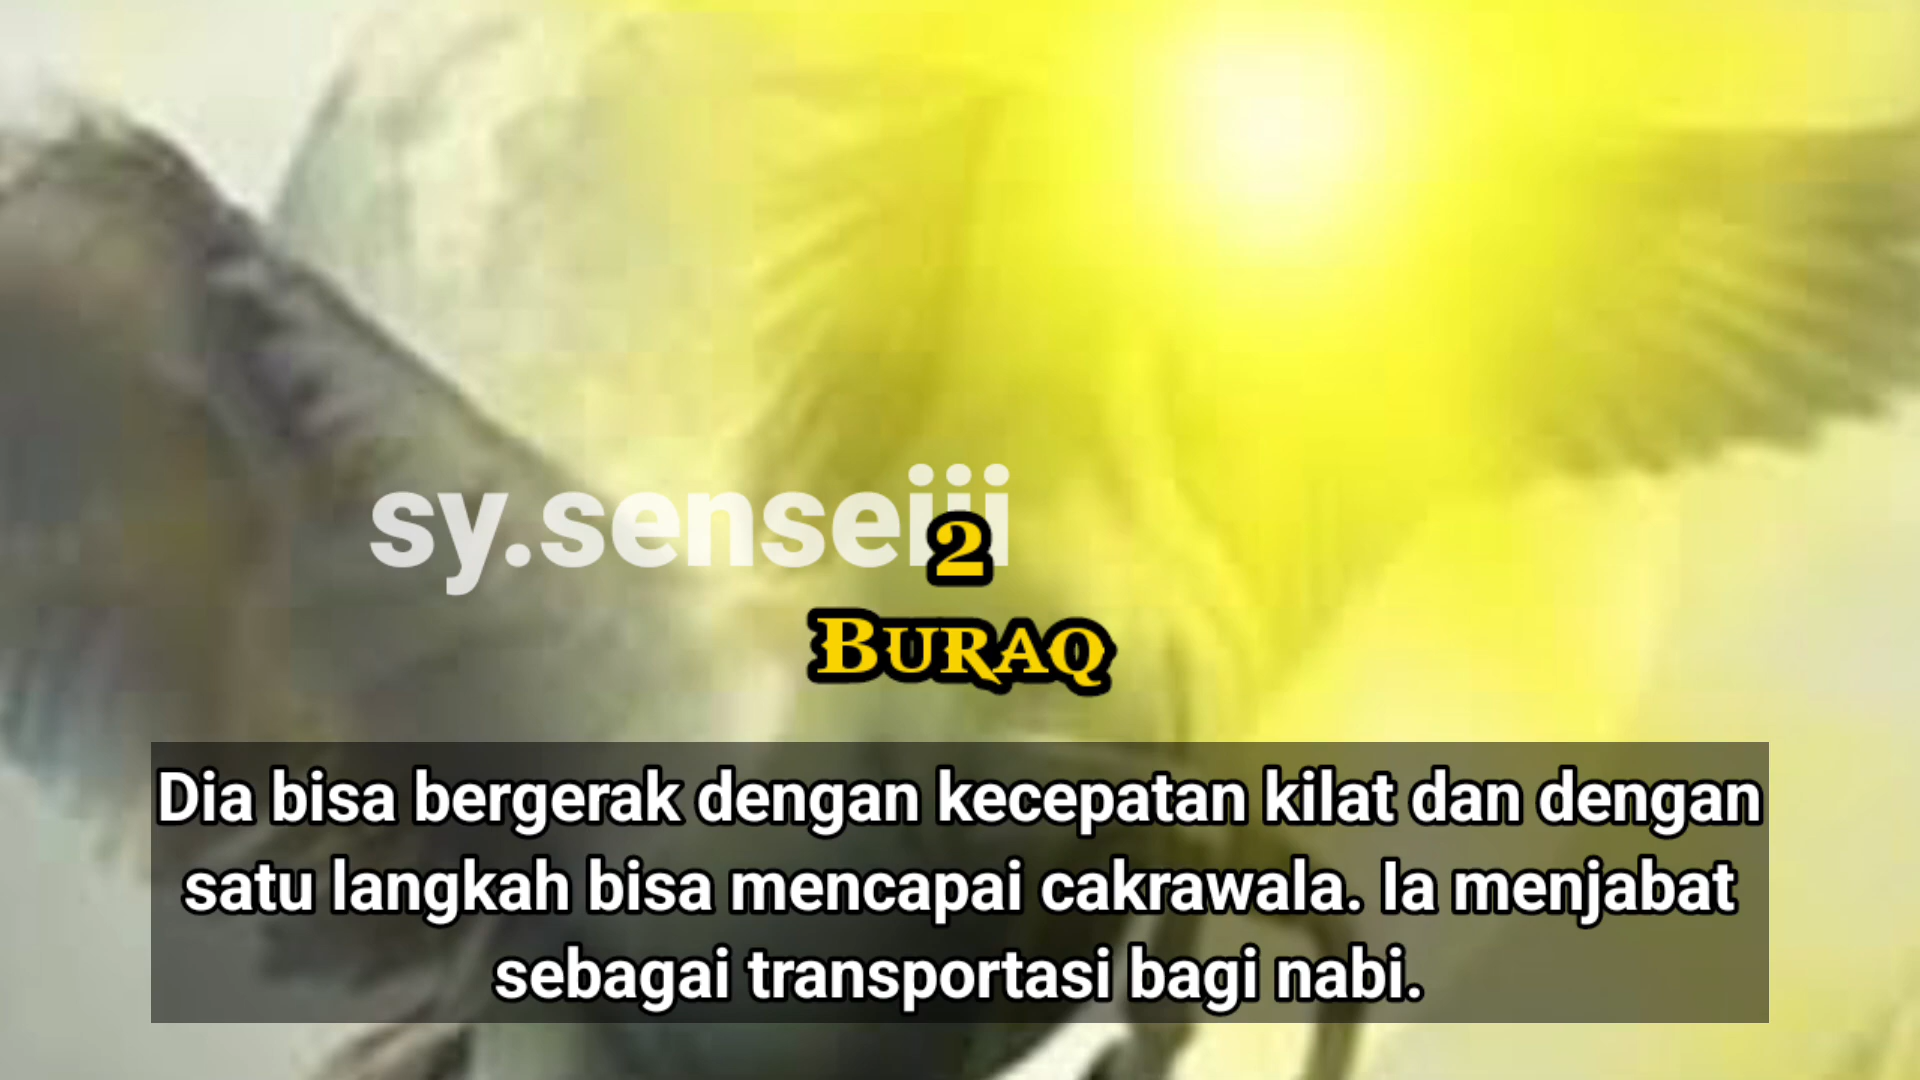 sy.senseiii
2
BURAQ
Dia bisa bergerak dengan kecepatan kilat dan dengan
satu langkah bisa mencapai cakrawala. Ia menjabat
sebagai transportasi bagi nabi.